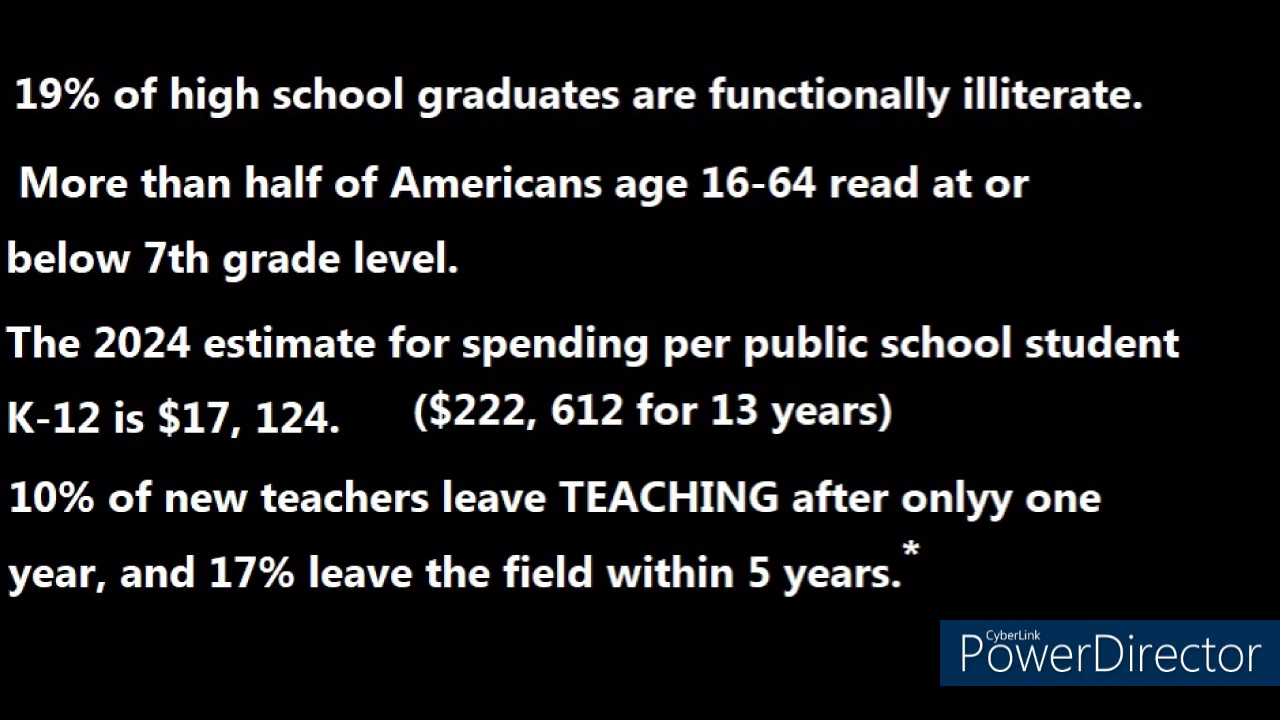 19% of high school graduates are functionally illiterate.
More than half of Americans age 16-64 read at or
below 7th grade level.
The 2024 estimate for spending per public school student
K-12 is $17, 124. ($222, 612 for 13 years)
10% of new teachers leave TEACHING after onlyy one
year, and 17% leave the field within 5 years.*
CyberLink
PowerDirector